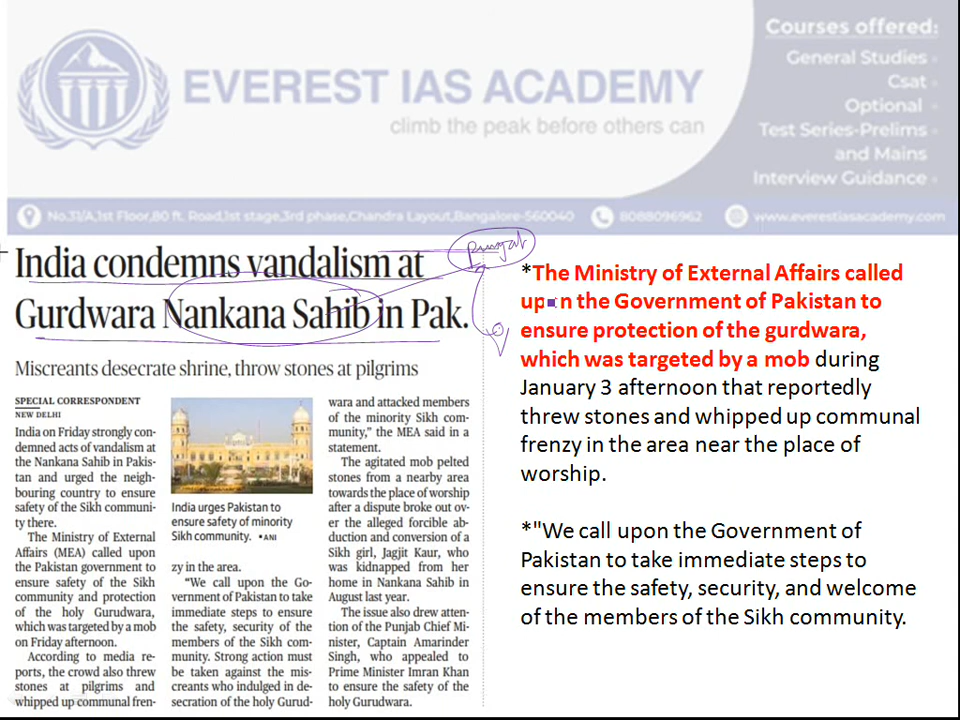 Courses offered:
General Studies
Csat
Optional
Test Series-Prelims
and Mains
Interview Guidance
EVEREST IAS ACADEMY
climb the peak before others can
No.31/A,1st Floor,80 ft. Road,1st stage,3rd phase,Chandra Layout,Bangalore-560040
8088096962
www.everestiasacademy.com
India condemns vandalism at
Gurdwara Nankana Sahib in Pak.
punjab
Miscreants desecrate shrine, throw stones at pilgrims
SPECIAL CORRESPONDENT
NEW DELHI
India on Friday strongly con-
demned acts of vandalism at
the Nankana Sahib in Pakis-
tan and urged the neigh-
bouring country to ensure
safety of the Sikh communi-
ty there.
The Ministry of External
Affairs (MEA) called upon
the Pakistan government to
ensure safety of the Sikh
community and protection
of the holy Gurudwara,
which was targeted by a mob
on Friday afternoon.
According to media re-
ports, the crowd also threw
stones at pilgrims and
whipped up communal fren-
India urges Pakistan to
ensure safety of minority
Sikh community. •ANI
zy in the area.
“We call upon the Go-
vernment of Pakistan to take
immediate steps to ensure
the safety, security of the
members of the Sikh com-
munity. Strong action must
be taken against the mis-
creants who indulged in de-
secration of the holy Gurud-
wara and attacked members
of the minority Sikh com-
munity,” the MEA said in a
statement.
The agitated mob pelted
stones from a nearby area
towards the place of worship
after a dispute broke out ov-
er the alleged forcible ab-
duction and conversion of a
Sikh girl, Jagjit Kaur, who
was kidnapped from her
home in Nankana Sahib in
August last year.
The issue also drew atten-
tion of the Punjab Chief Mi-
nister, Captain Amarinder
Singh, who appealed to
Prime Minister Imran Khan
to ensure the safety of the
holy Gurudwara.
*The Ministry of External Affairs called
upon the Government of Pakistan to
ensure protection of the gurdwara,
which was targeted by a mob during
January 3 afternoon that reportedly
threw stones and whipped up communal
frenzy in the area near the place of
worship.
*"We call upon the Government of
Pakistan to take immediate steps to
ensure the safety, security, and welcome
of the members of the Sikh community.